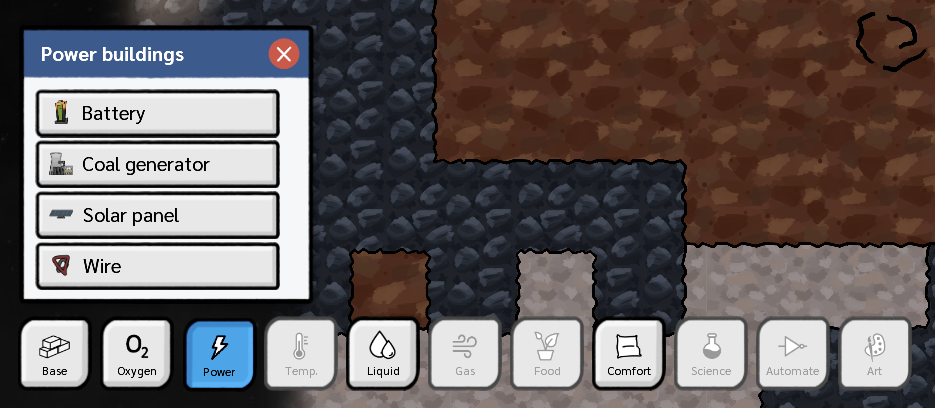 Power buildings
Battery
Coal generator
Solar panel
Wire
O₂
Base
Oxygen
Power
Temp.
Liquid
Gas
Food
Comfort
Science
Automate
Art